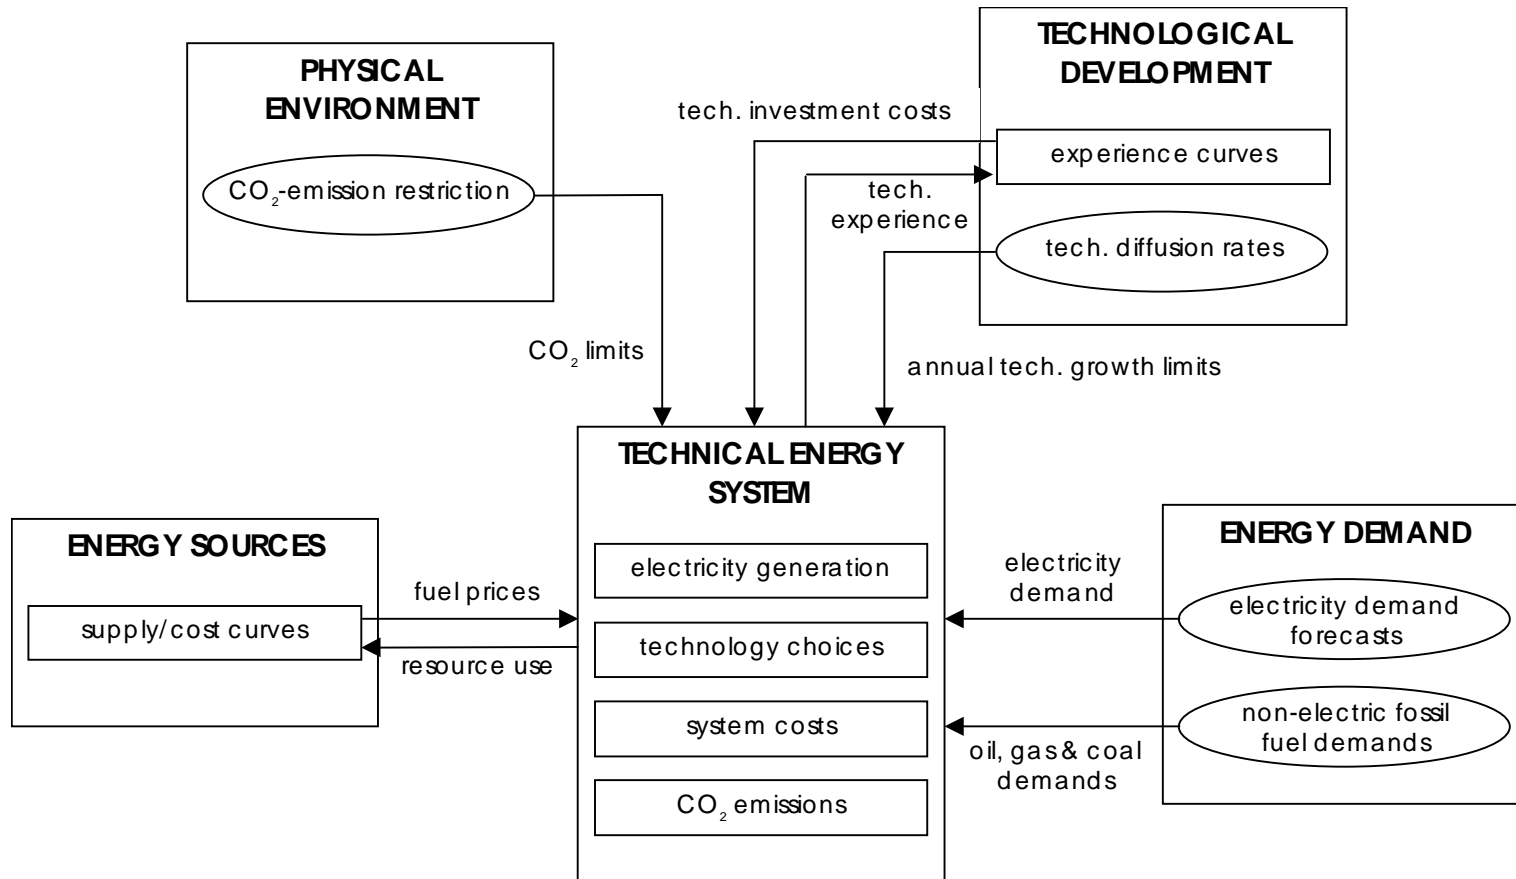 PHYSICAL
ENVIRONMENT
CO₂-emission restriction
TECHNOLOGICAL
DEVELOPMENT
experience curves
tech. diffusion rates
tech. investment costs
tech.
experience
CO₂ limits
annual tech. growth limits
TECHNICAL ENERGY
SYSTEM
electricity generation
technology choices
system costs
CO₂ emissions
ENERGY SOURCES
supply/cost curves
fuel prices
resource use
ENERGY DEMAND
electricity demand
forecasts
non-electric fossil
fuel demands
electricity
demand
oil, gas & coal
demands